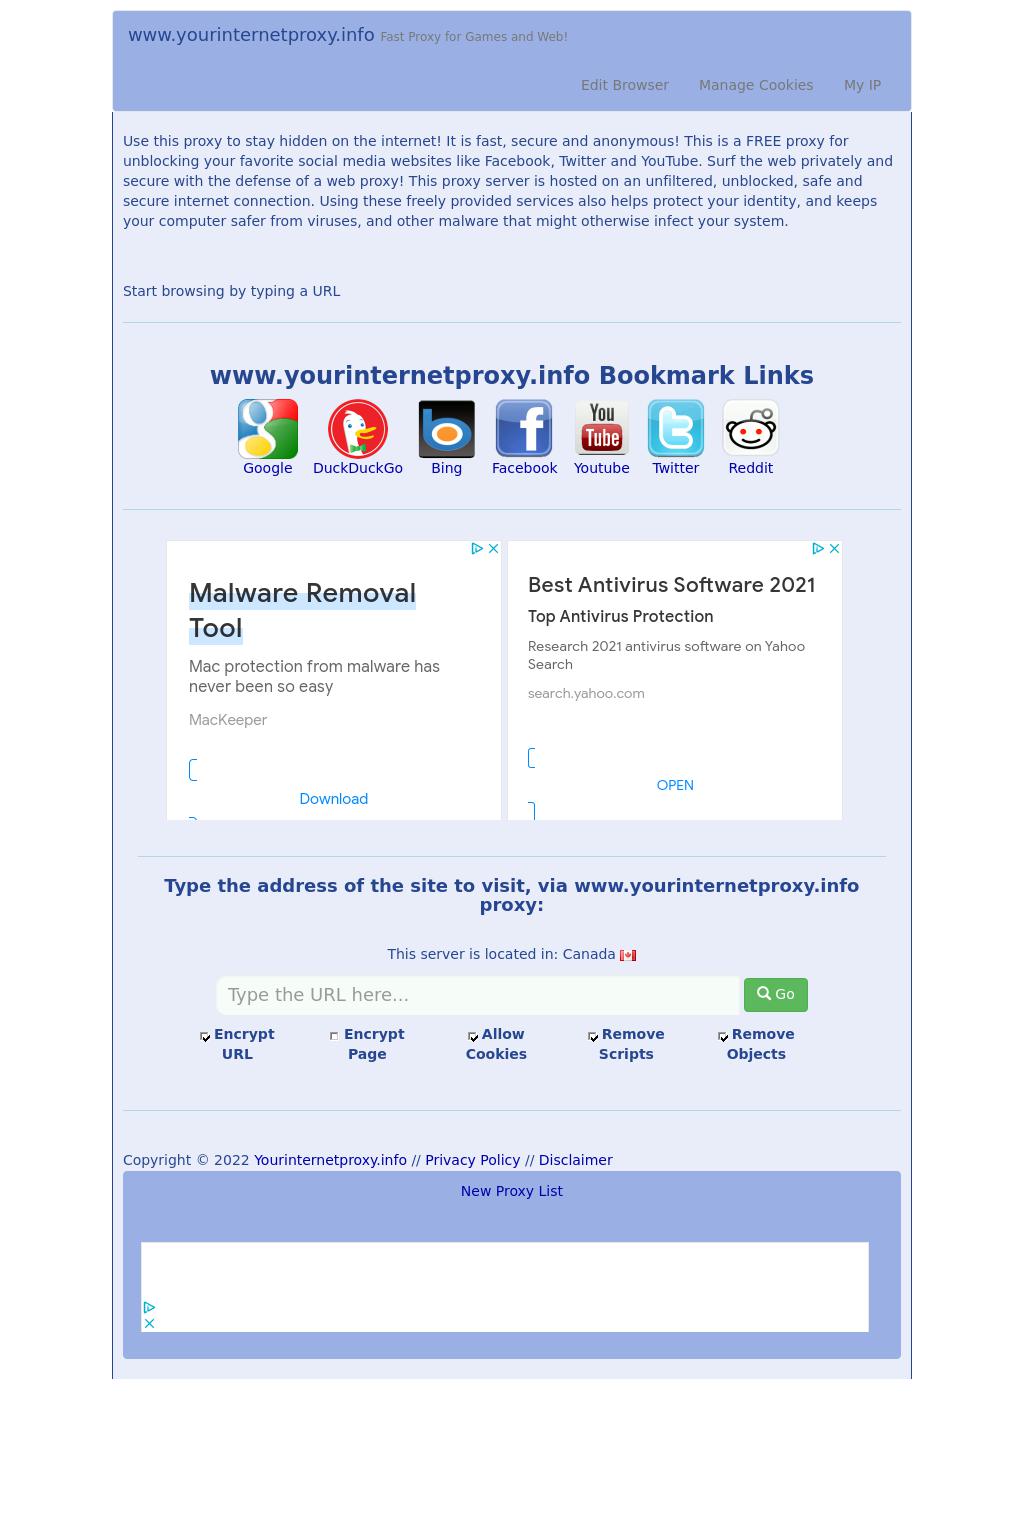 www.yourinternetproxy.info Fast Proxy for Games and Web!
Edit Browser Manage Cookies My IP
Use this proxy to stay hidden on the internet! It is fast, secure and anonymous! This is a FREE proxy for
unblocking your favorite social media websites like Facebook, Twitter and YouTube. Surf the web privately and
secure with the defense of a web proxy! This proxy server is hosted on an unfiltered, unblocked, safe and
secure internet connection. Using these freely provided services also helps protect your identity, and keeps
your computer safer from viruses, and other malware that might otherwise infect your system.
Start browsing by typing a URL
www.yourinternetproxy.info Bookmark Links
You
Tube
Google DuckDuckGo Bing Facebook Youtube Twitter Reddit
Malware Removal
Tool
Mac protection from malware has
never been so easy
MacKeeper
Download
Best Antivirus Software 2021
Top Antivirus Protection
Research 2021 antivirus software on Yahoo
Search
search.yahoo.com
OPEN
Type the address of the site to visit, via www.yourinternetproxy.info
proxy:
This server is located in: Canada
Type the URL here... Go
Encrypt URL
Encrypt Page
Allow Cookies
Remove Scripts
Remove Objects
Copyright © 2022 Yourinternetproxy.info // Privacy Policy // Disclaimer
New Proxy List